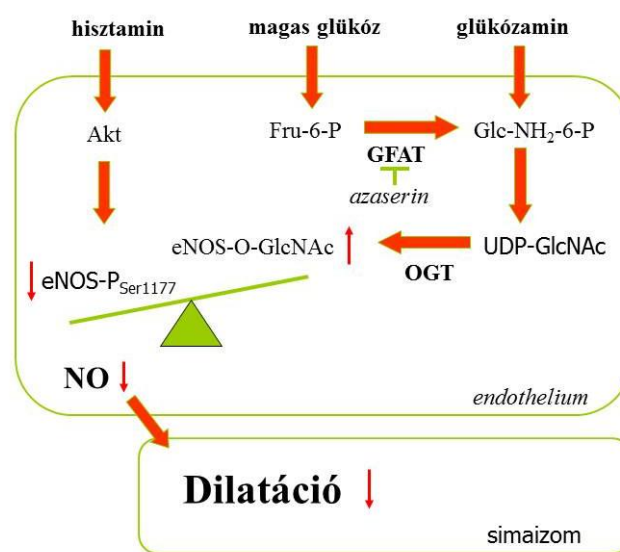 hisztamin magas glükóz glükózamin
Akt Fru-6-P Glc-NH₂-6-P
GFAT
azaserin
eNOS-O-GlcNAc UDP-GlcNAc
OGT
eNOS-P_Ser1177
NO
endothelium
Dilatáció
simaizom